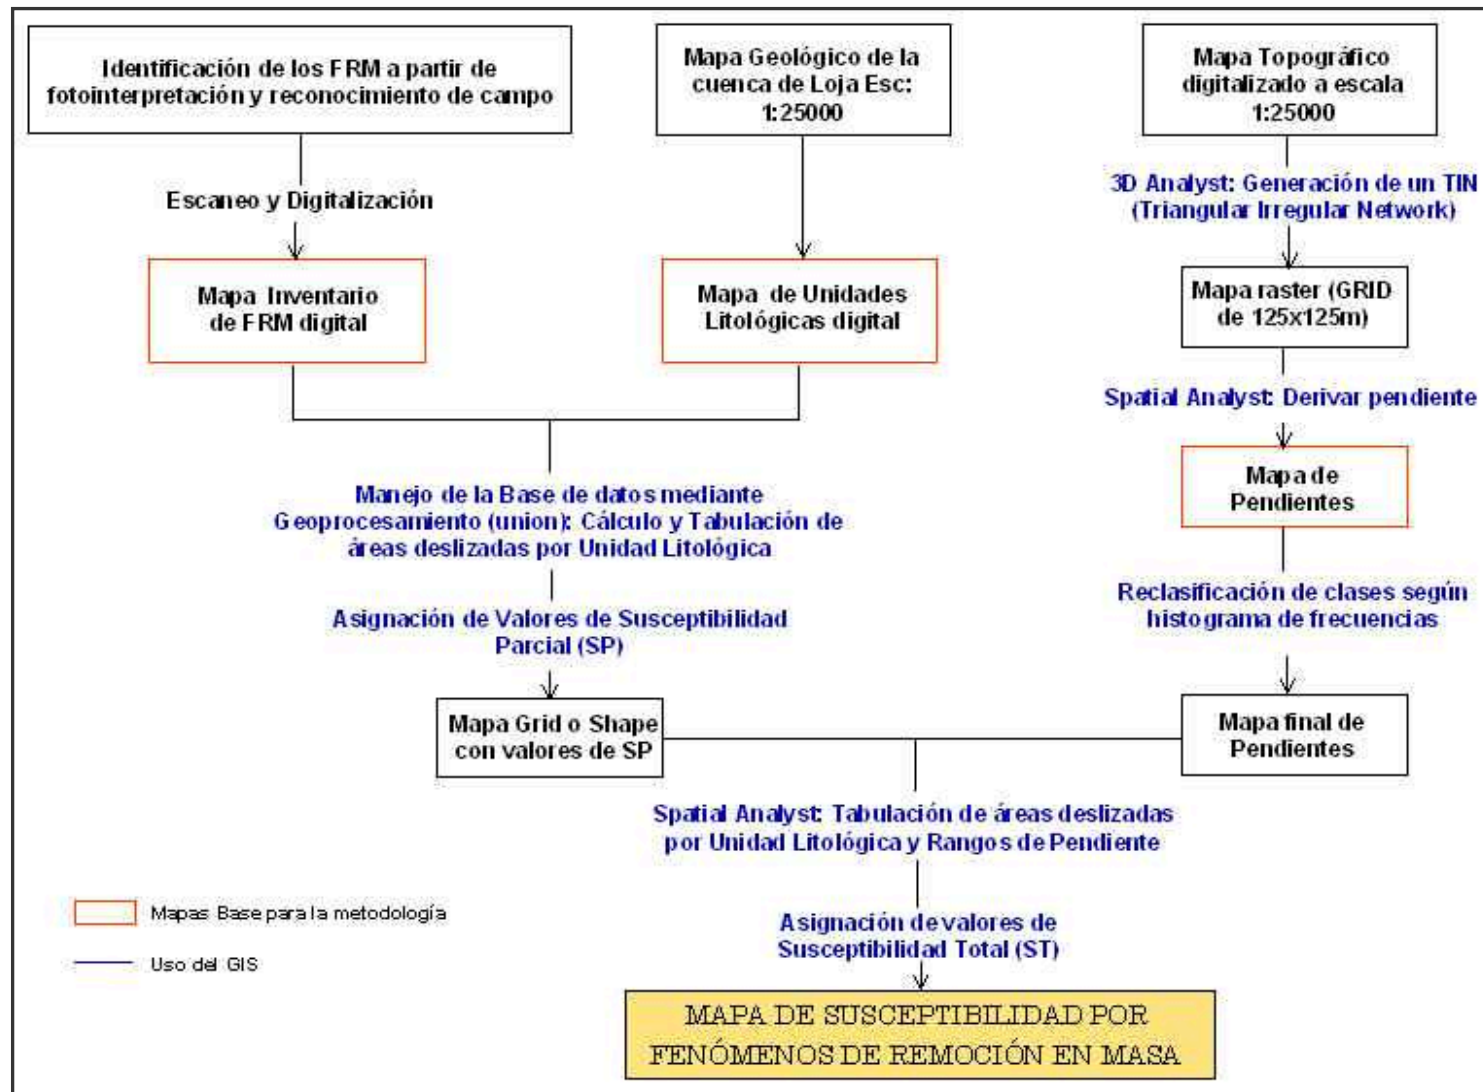 Identificación de los FRM a partir de
fotointerpretación y reconocimiento de campo
Mapa Geológico de la
cuenca de Loja Esc:
1:25000
Mapa Topográfico
digitalizado a escala
1:25000
Escaneo y Digitalización
3D Analyst: Generación de un TIN
(Triangular Irregular Network)
Mapa Inventario
de FRM digital
Mapa de Unidades
Litológicas digital
Mapa raster (GRID
de 125x125m)
Spatial Analyst: Derivar pendiente
Manejo de la Base de datos mediante
Geoprocesamiento (union): Cálculo y Tabulación de
áreas deslizadas por Unidad Litológica
Mapa de
Pendientes
Asignación de Valores de Susceptibilidad
Parcial (SP)
Reclasificación de clases según
histograma de frecuencias
Mapa Grid o Shape
con valores de SP
Mapa final de
Pendientes
Spatial Analyst: Tabulación de áreas deslizadas
por Unidad Litológica y Rangos de Pendiente
Asignación de valores de
Susceptibilidad Total (ST)
Mapas Base para la metodología
Uso del GIS
MAPA DE SUSCEPTIBILIDAD POR
FENÓMENOS DE REMOCIÓN EN MASA